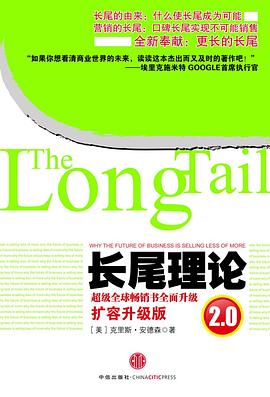 长尾的由来：什么使长尾成为可能
营销的长尾：口碑长尾实现不可能销售
全新奉献：更长的长尾
“如果你想看清商业世界的未来，读读这本杰出而又及时的著作吧！”
——埃里克施米特 GOOGLE首席执行官
The
Long Tail
WHY THE FUTURE OF BUSINESS IS SELLING LESS OF MORE
长尾理论
2.0
超级全球畅销书全面升级
扩容升级版
［美］克里斯·安德森◎著
中信出版社·CHINACITICPRESS